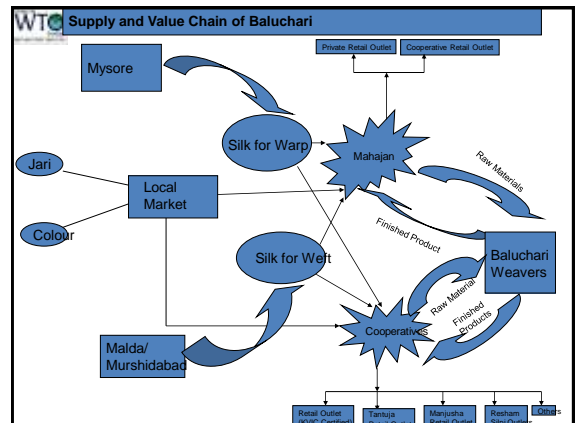 WTO
Supply and Value Chain of Baluchari
Private Retail Outlet
Cooperative Retail Outlet
Mysore
Silk for Warp
Mahajan
Raw Materials
Jari
Local
Market
Colour
Finished Product
Silk for Weft
Baluchari
Weavers
Raw Material
Finished
Products
Cooperatives
Malda/
Murshidabad
Retail Outlet
Tantuja
Manjusha
Retail Outlet
Resham
Others